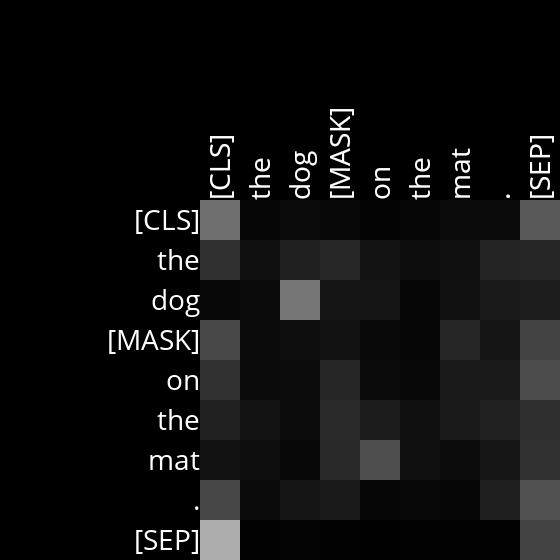 [CLS] the dog [MASK] on the mat . [SEP]
[CLS]
the
dog
[MASK]
on
the
mat
.
[SEP]